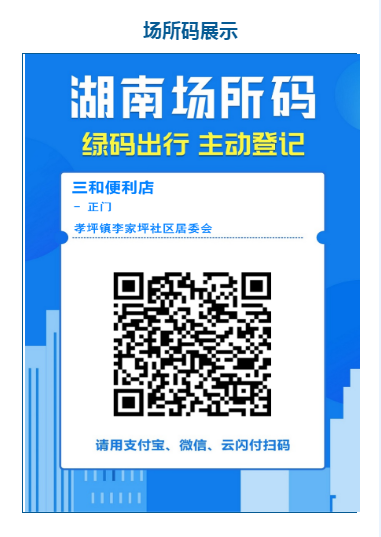 场所码展示
湖南场所码
绿码出行 主动登记
三和便利店
- 正门
孝坪镇李家坪社区居委会
请用支付宝、微信、云闪付扫码